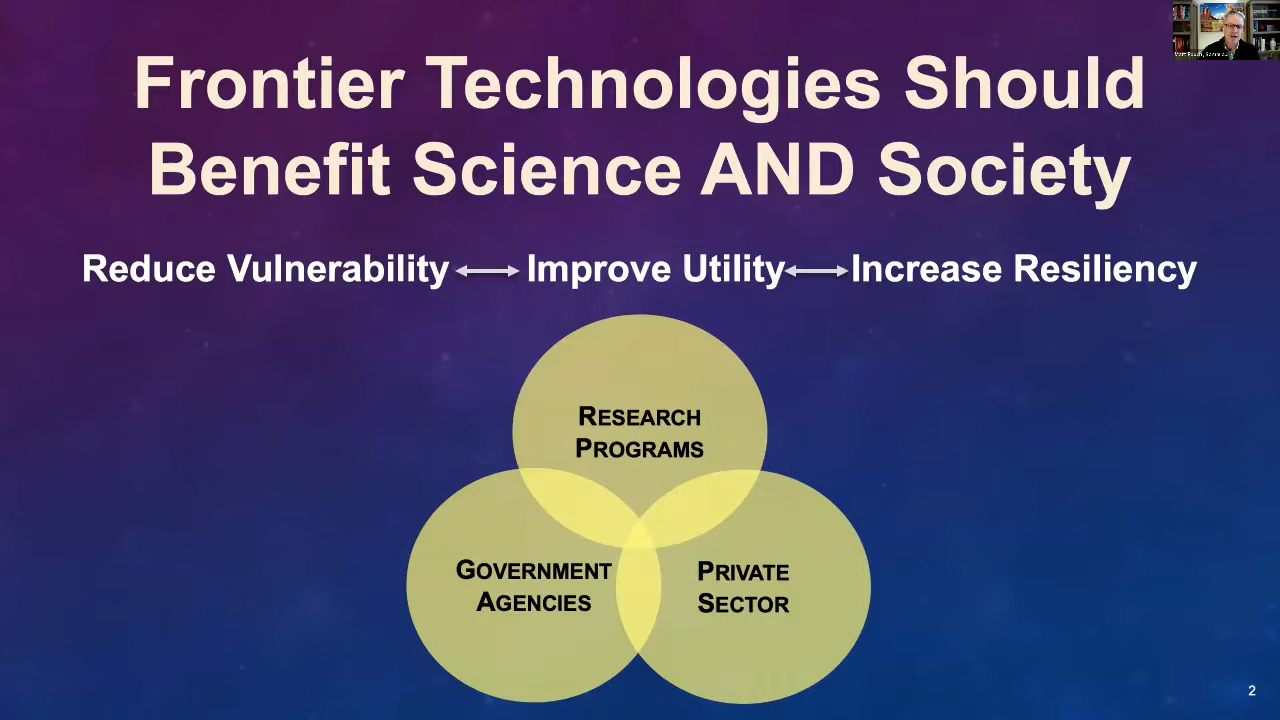 Frontier Technologies Should
Benefit Science AND Society
Reduce Vulnerability Improve Utility Increase Resiliency
RESEARCH
PROGRAMS
GOVERNMENT
AGENCIES
PRIVATE
SECTOR
2